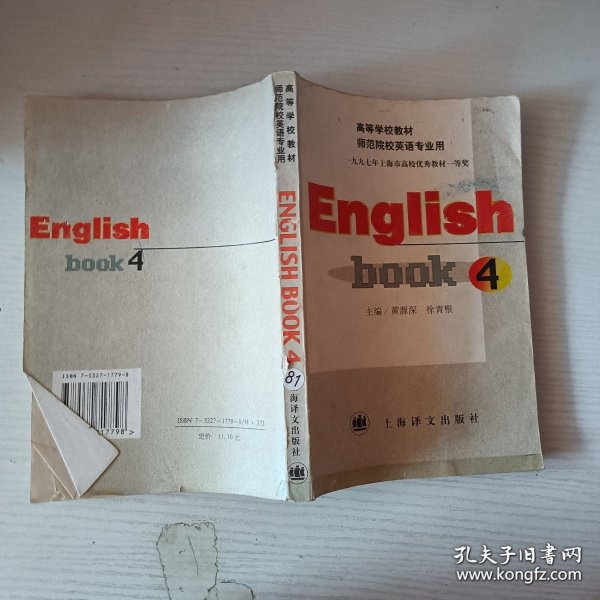 English
book 4
ISBN 7-5327-1779-8
17798>
ISBN 7-5327-1779-8/H·322
定价: 11.10元
高等学校教材
师范院校英语专业用
ENGLISH BOOK 4
81
海译文出版社
高等学校教材
师范院校英语专业用
一九九七年上海市高校优秀教材一等奖
English
book 4
主编/黄源深 徐青根
上海译文出版社
孔夫子旧书网
www.kongfz.com